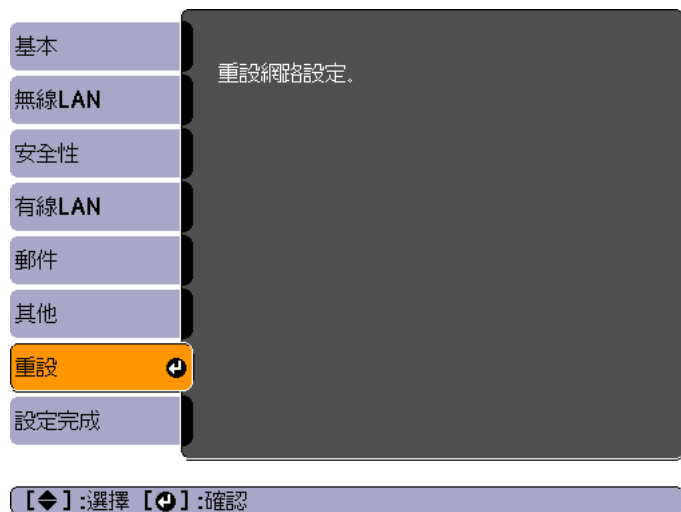 基本
無線LAN
安全性
有線LAN
郵件
其他
重設
設定完成
重設網路設定.
[◆]:選擇 [⏎]:確認